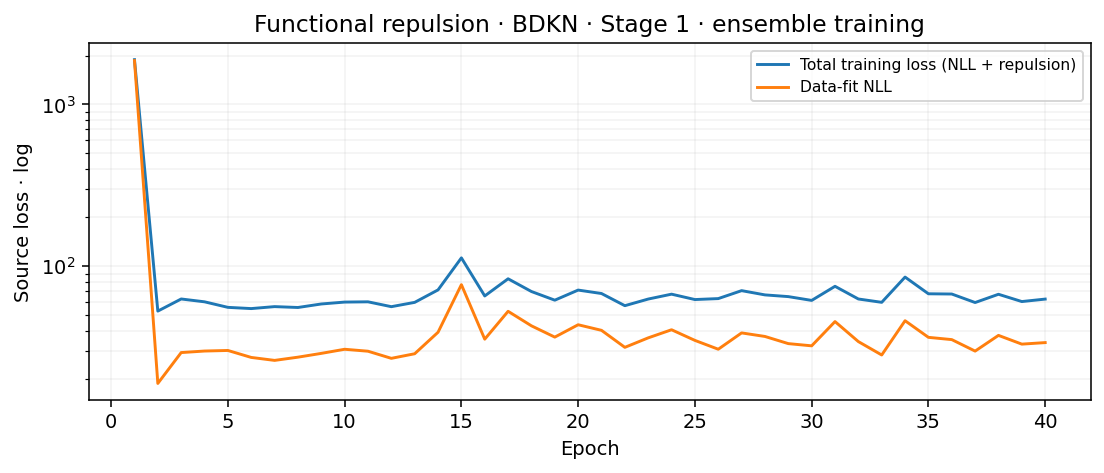 Functional repulsion · BDKN · Stage 1 · ensemble training
Total training loss (NLL + repulsion)
Data-fit NLL
Source loss · log
10³
10²
0 5 10 15 20 25 30 35 40
Epoch